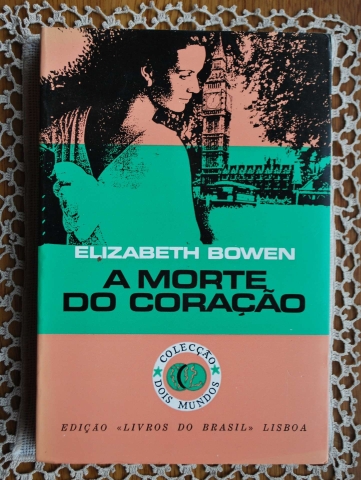 ELIZABETH BOWEN
A MORTE
DO CORAÇÃO
COLECÇÃO
DOIS MUNDOS
EDIÇÃO «LIVROS DO BRASIL» LISBOA